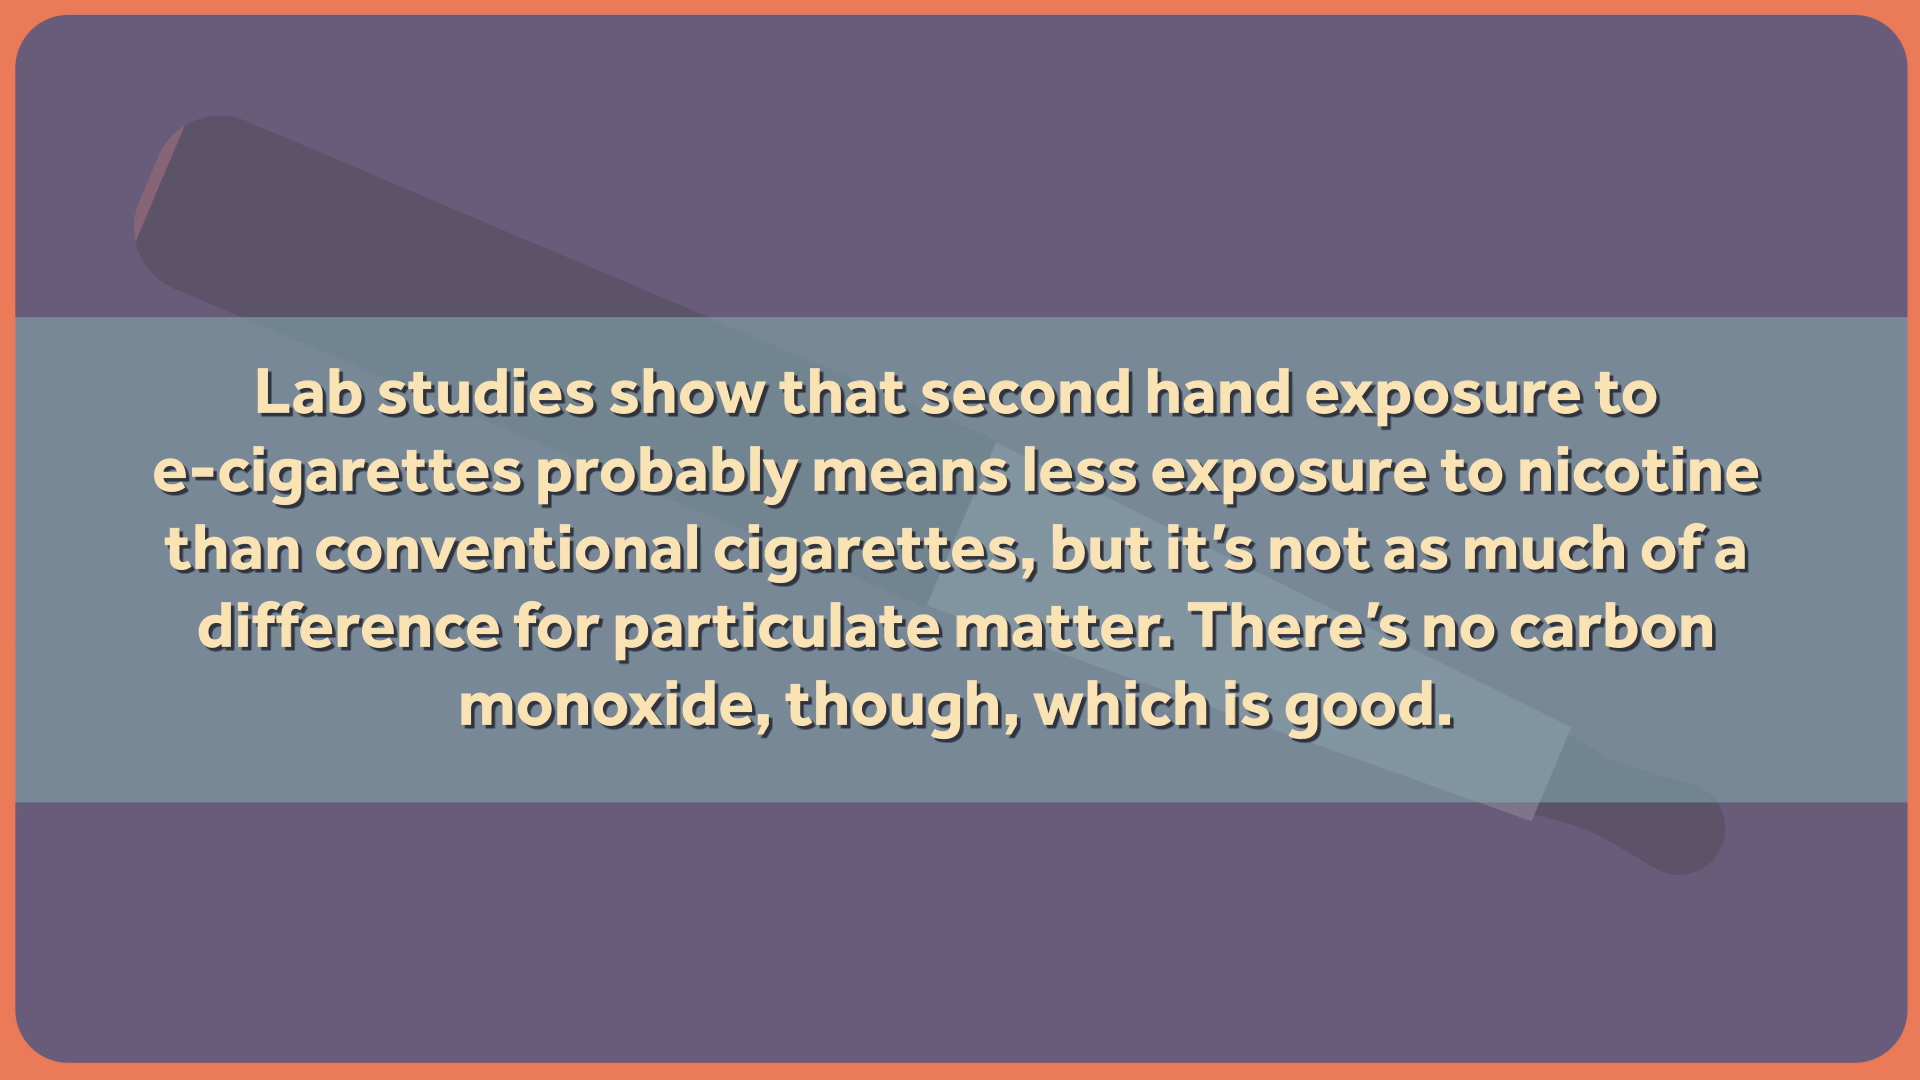 Lab studies show that second hand exposure to
e-cigarettes probably means less exposure to nicotine
than conventional cigarettes, but it's not as much of a
difference for particulate matter. There's no carbon
monoxide, though, which is good.